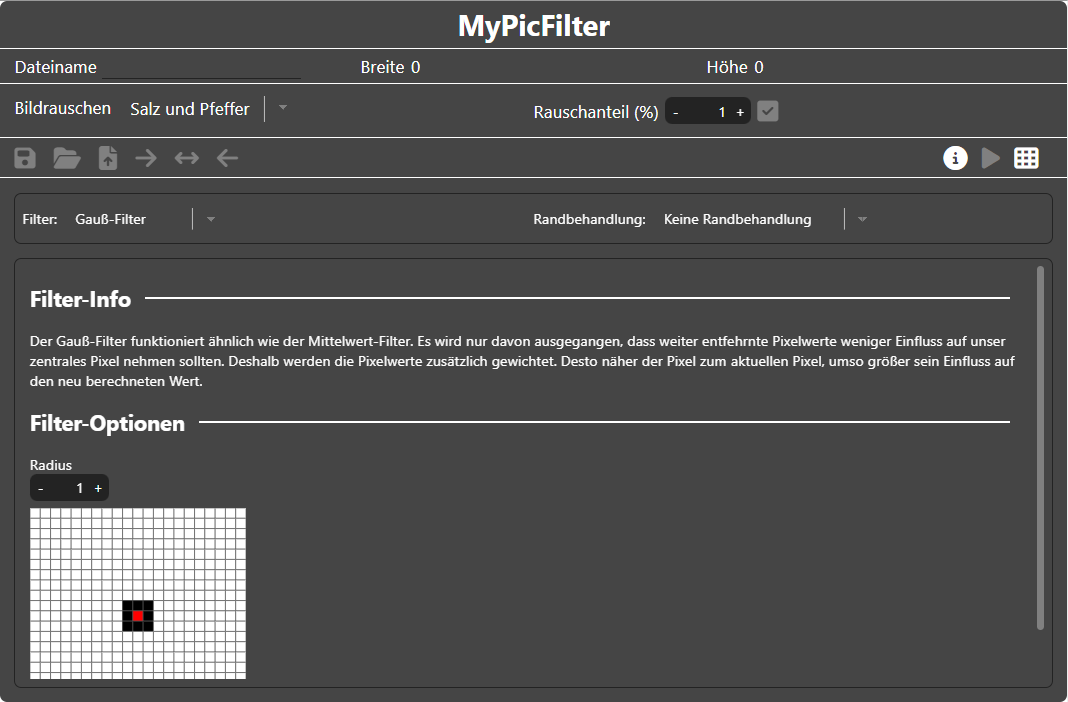 MyPicFilter
Dateiname Breite 0 Höhe 0
Bildrauschen Salz und Pfeffer Rauschanteil (%) - 1 +
Filter: Gauß-Filter Randbehandlung: Keine Randbehandlung
Filter-Info
Der Gauß-Filter funktioniert ähnlich wie der Mittelwert-Filter. Es wird nur davon ausgegangen, dass weiter entfehrnte Pixelwerte weniger Einfluss auf unser
zentrales Pixel nehmen sollten. Deshalb werden die Pixelwerte zusätzlich gewichtet. Desto näher der Pixel zum aktuellen Pixel, umso größer sein Einfluss auf
den neu berechneten Wert.
Filter-Optionen
Radius
- 1 +